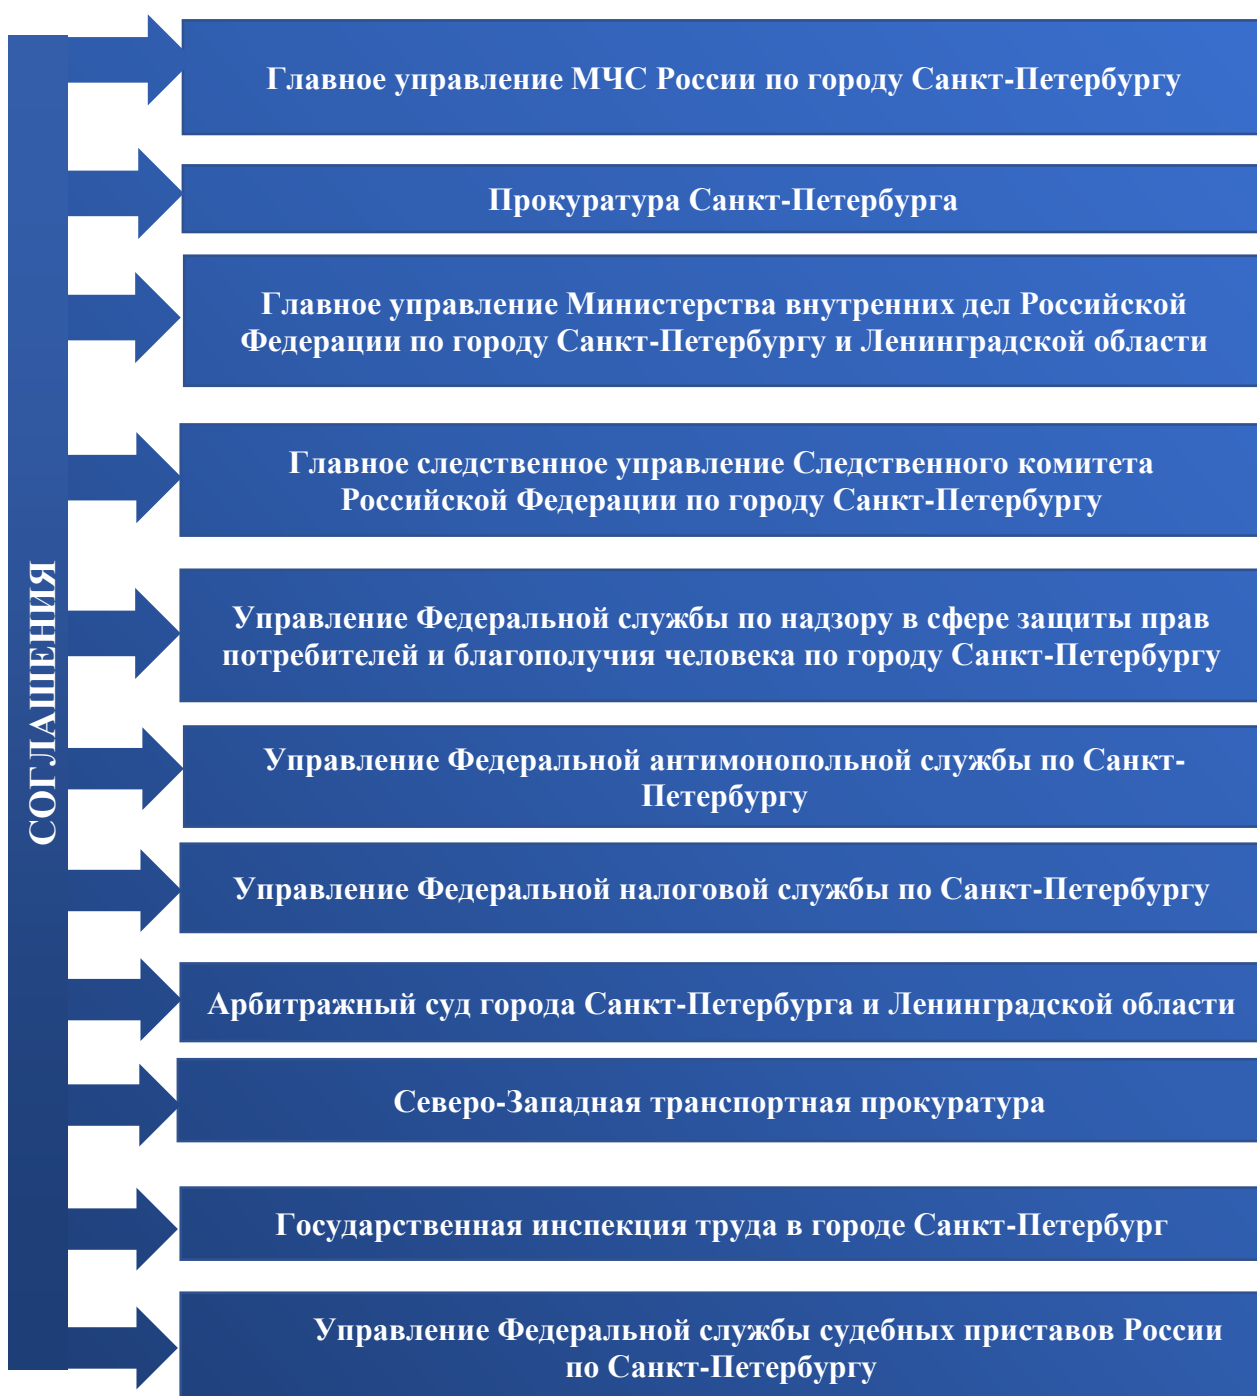 СОГЛАШЕНИЯ
Главное управление МЧС России по городу Санкт-Петербургу
Прокуратура Санкт-Петербурга
Главное управление Министерства внутренних дел Российской
Федерации по городу Санкт-Петербургу и Ленинградской области
Главное следственное управление Следственного комитета
Российской Федерации по городу Санкт-Петербургу
Управление Федеральной службы по надзору в сфере защиты прав
потребителей и благополучия человека по городу Санкт-Петербургу
Управление Федеральной антимонопольной службы по Санкт-
Петербургу
Управление Федеральной налоговой службы по Санкт-Петербургу
Арбитражный суд города Санкт-Петербурга и Ленинградской области
Северо-Западная транспортная прокуратура
Государственная инспекция труда в городе Санкт-Петербург
Управление Федеральной службы судебных приставов России
по Санкт-Петербургу